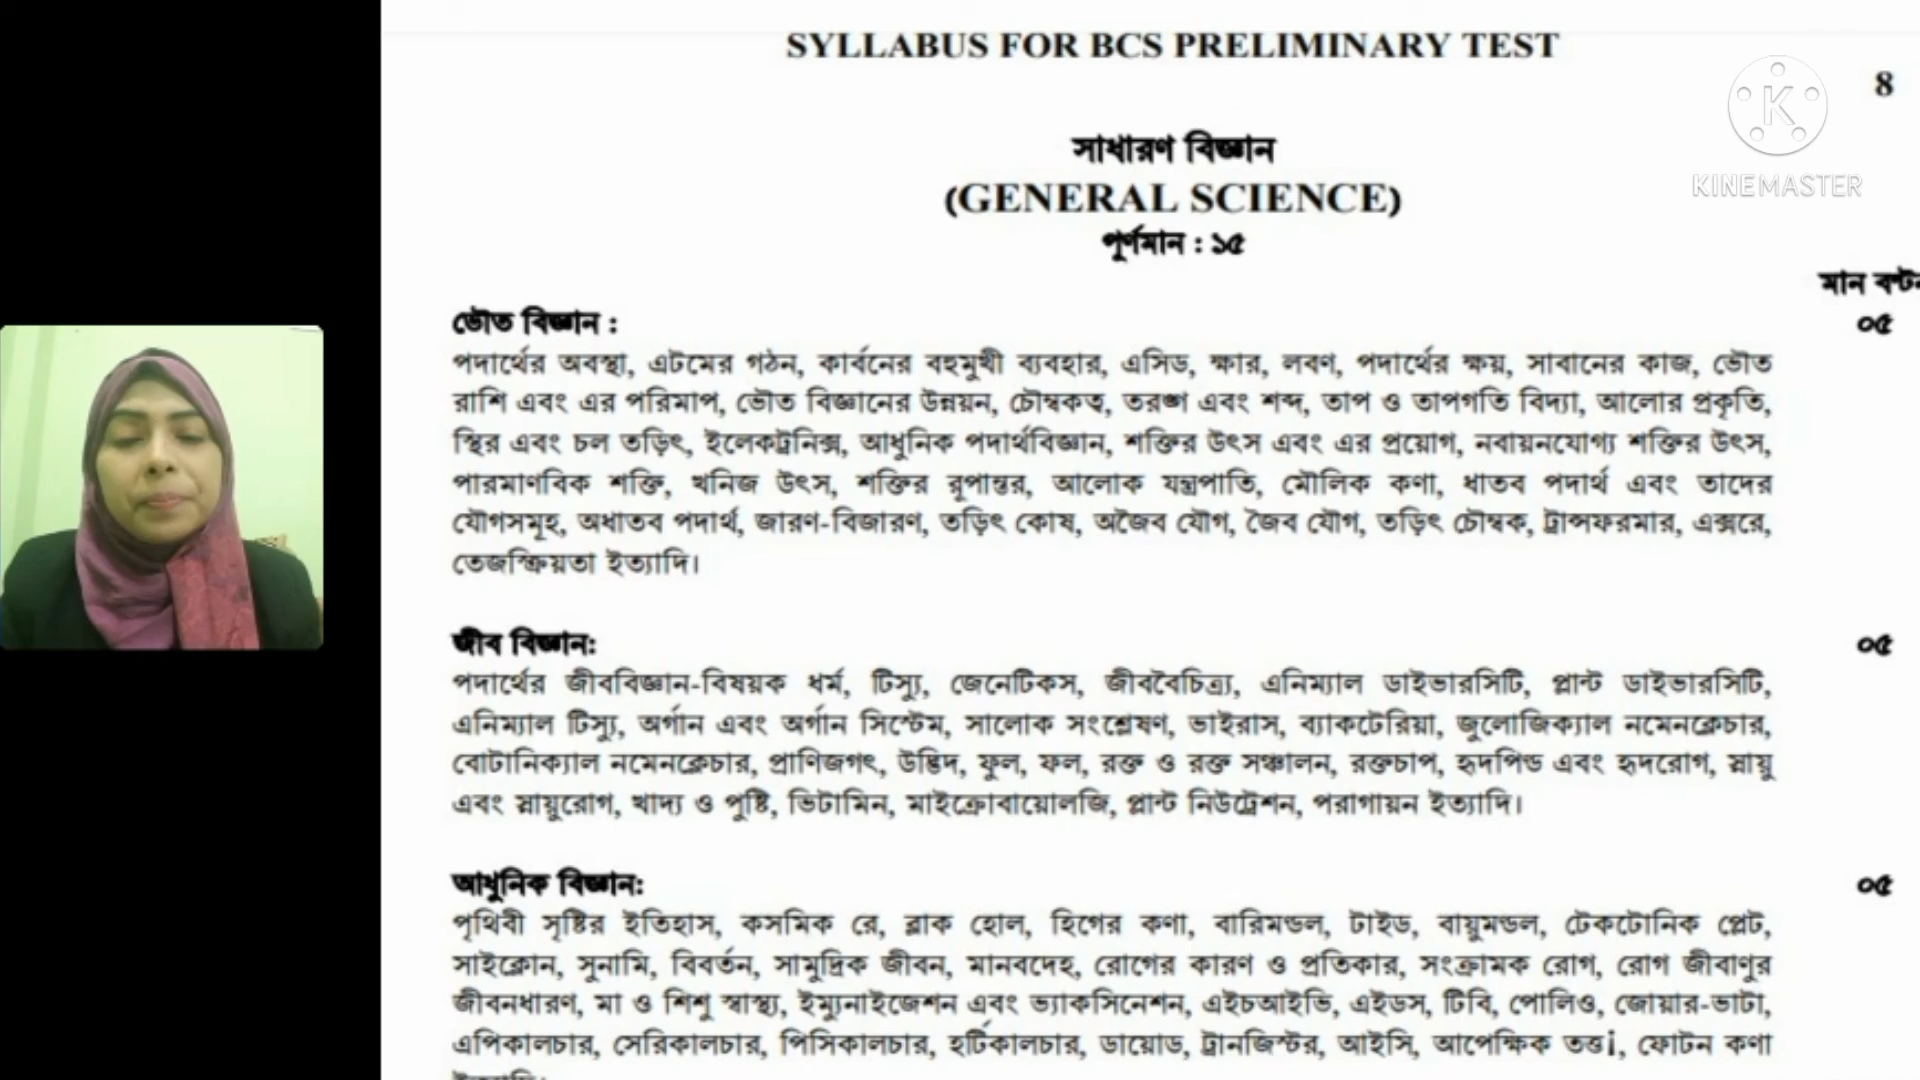 SYLLABUS FOR BCS PRELIMINARY TEST
8
K
KINEMASTER
সাধারণ বিজ্ঞান
(GENERAL SCIENCE)
পূর্ণমান : ১৫
মান বণ্টন
ভৌত বিজ্ঞান : ০৫
পদার্থের অবস্থা, এটমের গঠন, কার্বনের বহুমুখী ব্যবহার, এসিড, ক্ষার, লবণ, পদার্থের ক্ষয়, সাবানের কাজ, ভৌত
রাশি এবং এর পরিমাপ, ভৌত বিজ্ঞানের উন্নয়ন, চৌম্বকত্ব, তরঙ্গ এবং শব্দ, তাপ ও তাপগতি বিদ্যা, আলোর প্রকৃতি,
স্থির এবং চল তড়িৎ, ইলেকট্রনিক্স, আধুনিক পদার্থবিজ্ঞান, শক্তির উৎস এবং এর প্রয়োগ, নবায়নযোগ্য শক্তির উৎস,
পারমাণবিক শক্তি, খনিজ উৎস, শক্তির রূপান্তর, আলোক যন্ত্রপাতি, মৌলিক কণা, ধাতব পদার্থ এবং তাদের
যৌগসমূহ, অধাতব পদার্থ, জারণ-বিজারণ, তড়িৎ কোষ, অজৈব যৌগ, জৈব যৌগ, তড়িৎ চৌম্বক, ট্রান্সফরমার, এক্সরে,
তেজস্ক্রিয়তা ইত্যাদি।
জীব বিজ্ঞান: ০৫
পদার্থের জীববিজ্ঞান-বিষয়ক ধর্ম, টিস্যু, জেনেটিকস, জীববৈচিত্র্য, এনিম্যাল ডাইভারসিটি, প্লান্ট ডাইভারসিটি,
এনিম্যাল টিস্যু, অর্গান এবং অর্গান সিস্টেম, সালোক সংশ্লেষণ, ভাইরাস, ব্যাকটেরিয়া, জুলোজিক্যাল নমেনক্লেচার,
বোটানিক্যাল নমেনক্লেচার, প্রাণিজগৎ, উদ্ভিদ, ফুল, ফল, রক্ত ও রক্ত সঞ্চালন, রক্তচাপ, হৃদপিন্ড এবং হৃদরোগ, স্নায়ু
এবং স্নায়ুরোগ, খাদ্য ও পুষ্টি, ভিটামিন, মাইক্রোবায়োলজি, প্লান্ট নিউট্রেশন, পরাগায়ন ইত্যাদি।
আধুনিক বিজ্ঞান: ০৫
পৃথিবী সৃষ্টির ইতিহাস, কসমিক রে, ব্লাক হোল, হিগের কণা, বারিমন্ডল, টাইড, বায়ুমন্ডল, টেকটোনিক প্লেট,
সাইক্লোন, সুনামি, বিবর্তন, সামুদ্রিক জীবন, মানবদেহ, রোগের কারণ ও প্রতিকার, সংক্রামক রোগ, রোগ জীবাণুর
জীবনধারণ, মা ও শিশু স্বাস্থ্য, ইম্যুনাইজেশন এবং ভ্যাকসিনেশন, এইচআইভি, এইডস, টিবি, পোলিও, জোয়ার-ভাটা,
এপিকালচার, সেরিকালচার, পিসিকালচার, হর্টিকালচার, ডায়োড, ট্রানজিস্টর, আইসি, আপেক্ষিক তত্ত¡, ফোটন কণা